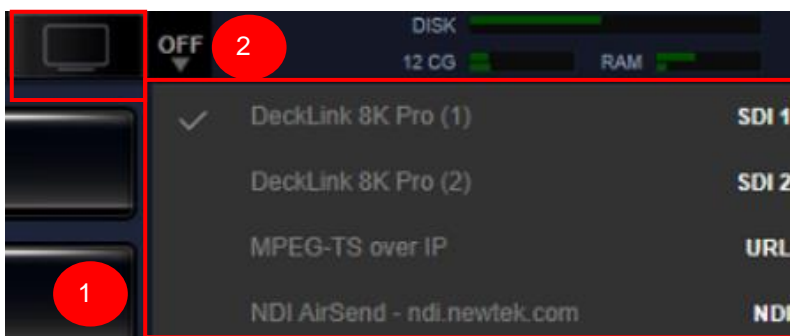 OFF
2
DISK
12 CG
RAM
DeckLink 8K Pro (1) SDI 1
DeckLink 8K Pro (2) SDI 2
MPEG-TS over IP URL
NDI AirSend - ndi.newtek.com NDI
1